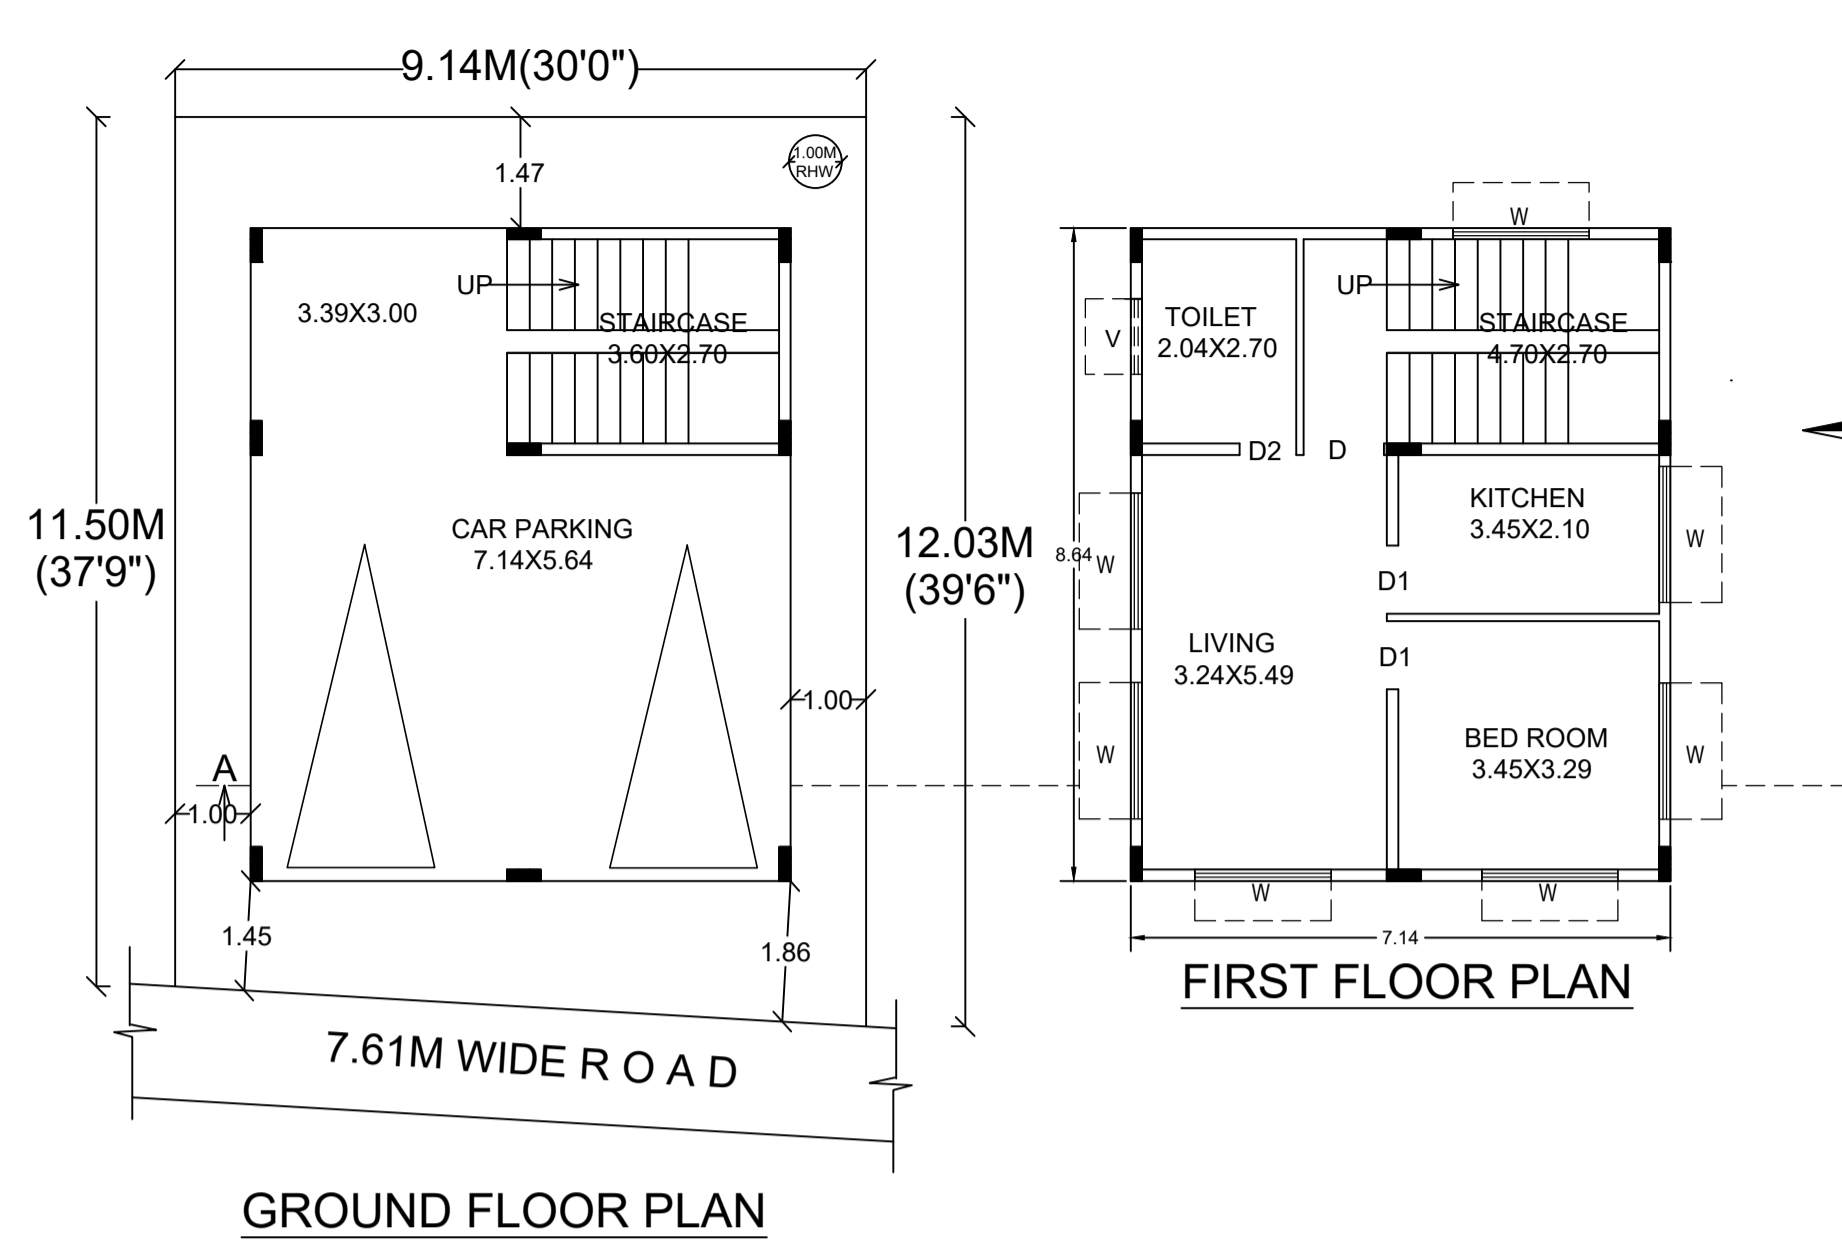 9.14M(30'0")
1.47
1.00M
RHW
UP
3.39X3.00
STAIRCASE
3.60X2.70
11.50M
(37'9")
CAR PARKING
7.14X5.64
12.03M
(39'6")
1.00
A
1.00
1.45
1.86
7.61M WIDE R O A D
GROUND FLOOR PLAN
W
UP
TOILET
2.04X2.70
STAIRCASE
4.70X2.70
V
D2
D
KITCHEN
3.45X2.10
8.64
W
W
D1
LIVING
3.24X5.49
D1
BED ROOM
3.45X3.29
W
W
W
W
7.14
FIRST FLOOR PLAN